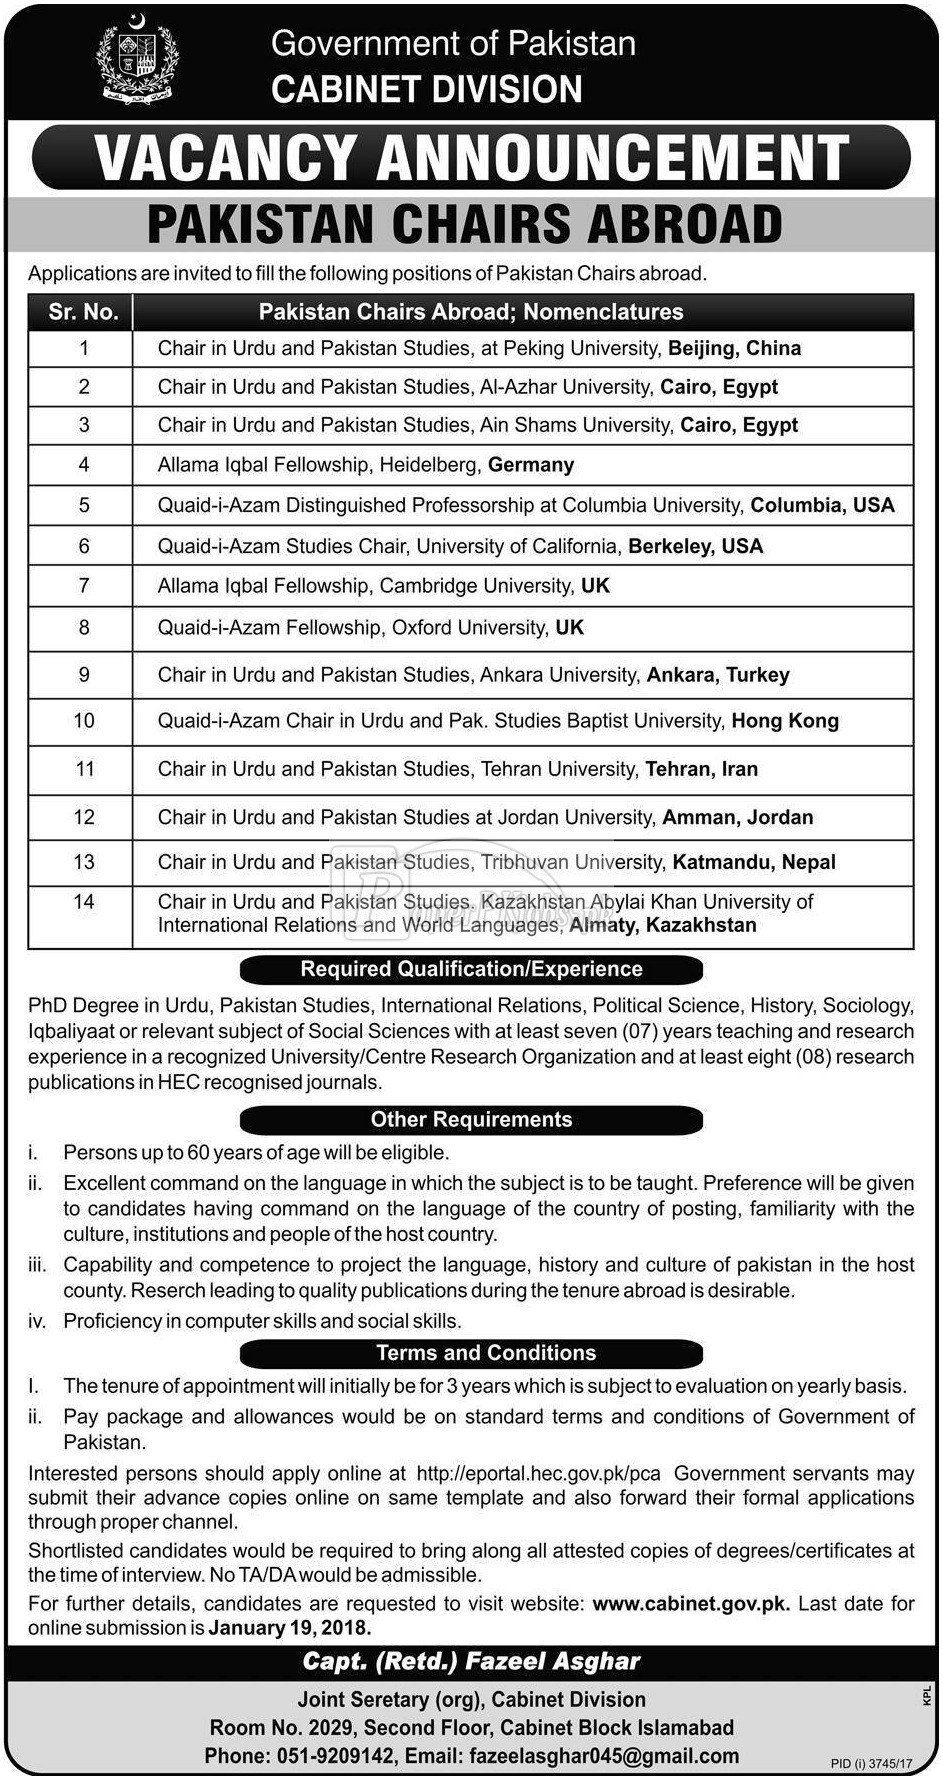 Government of Pakistan
CABINET DIVISION
VACANCY ANNOUNCEMENT
PAKISTAN CHAIRS ABROAD
Applications are invited to fill the following positions of Pakistan Chairs abroad.
Sr. No. Pakistan Chairs Abroad; Nomenclatures
1 Chair in Urdu and Pakistan Studies, at Peking University, Beijing, China
2 Chair in Urdu and Pakistan Studies, Al-Azhar University, Cairo, Egypt
3 Chair in Urdu and Pakistan Studies, Ain Shams University, Cairo, Egypt
4 Allama Iqbal Fellowship, Heidelberg, Germany
5 Quaid-i-Azam Distinguished Professorship at Columbia University, Columbia, USA
6 Quaid-i-Azam Studies Chair, University of California, Berkeley, USA
7 Allama Iqbal Fellowship, Cambridge University, UK
8 Quaid-i-Azam Fellowship, Oxford University, UK
9 Chair in Urdu and Pakistan Studies, Ankara University, Ankara, Turkey
10 Quaid-i-Azam Chair in Urdu and Pak. Studies Baptist University, Hong Kong
11 Chair in Urdu and Pakistan Studies, Tehran University, Tehran, Iran
12 Chair in Urdu and Pakistan Studies at Jordan University, Amman, Jordan
13 Chair in Urdu and Pakistan Studies, Tribhuvan University, Katmandu, Nepal
14 Chair in Urdu and Pakistan Studies. Kazakhstan Abylai Khan University of
International Relations and World Languages, Almaty, Kazakhstan
Required Qualification/Experience
PhD Degree in Urdu, Pakistan Studies, International Relations, Political Science, History, Sociology,
Iqbaliyaat or relevant subject of Social Sciences with at least seven (07) years teaching and research
experience in a recognized University/Centre Research Organization and at least eight (08) research
publications in HEC recognised journals.
Other Requirements
i. Persons up to 60 years of age will be eligible.
ii. Excellent command on the language in which the subject is to be taught. Preference will be given
to candidates having command on the language of the country of posting, familiarity with the
culture, institutions and people of the host country.
iii. Capability and competence to project the language, history and culture of pakistan in the host
county. Reserch leading to quality publications during the tenure abroad is desirable.
iv. Proficiency in computer skills and social skills.
Terms and Conditions
I. The tenure of appointment will initially be for 3 years which is subject to evaluation on yearly basis.
ii. Pay package and allowances would be on standard terms and conditions of Government of
Pakistan.
Interested persons should apply online at http://eportal.hec.gov.pk/pca Government servants may
submit their advance copies online on same template and also forward their formal applications
through proper channel.
Shortlisted candidates would be required to bring along all attested copies of degrees/certificates at
the time of interview. No TA/DA would be admissible.
For further details, candidates are requested to visit website: www.cabinet.gov.pk. Last date for
online submission is January 19, 2018.
Capt. (Retd.) Fazeel Asghar
Joint Seretary (org), Cabinet Division
Room No. 2029, Second Floor, Cabinet Block Islamabad
Phone: 051-9209142, Email: fazeelasghar045@gmail.com
KPL
PID (i) 3745/17